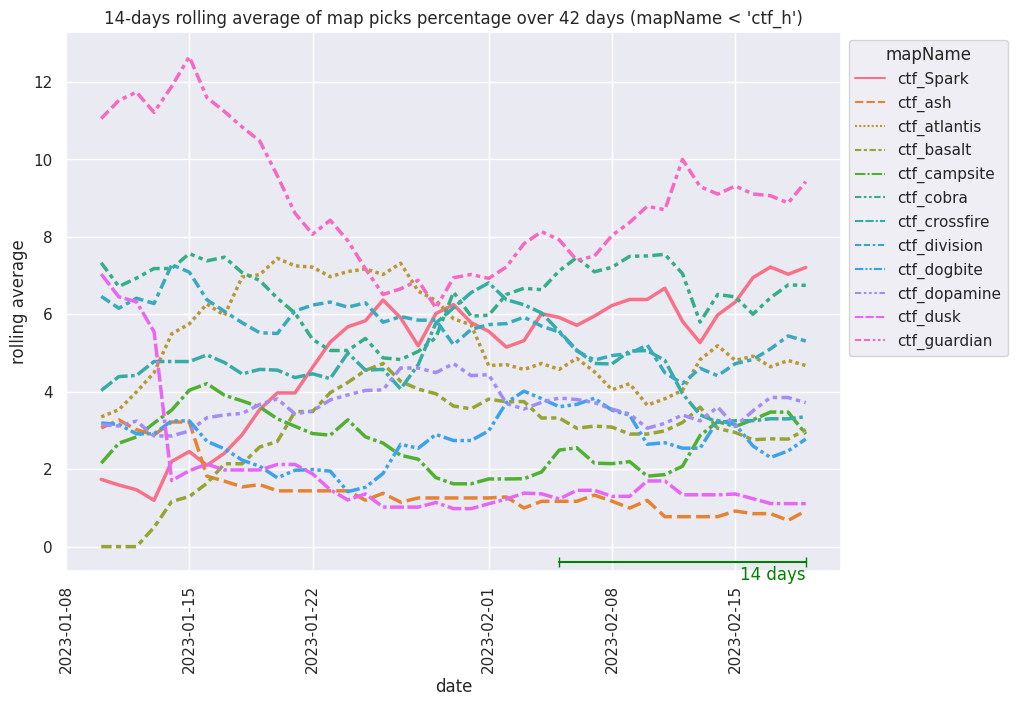 14-days rolling average of map picks percentage over 42 days (mapName < 'ctf_h')
rolling average
12
10
8
6
4
2
0
2023-01-08
2023-01-15
2023-01-22
2023-02-01
2023-02-08
2023-02-15
date
14 days
mapName
ctf_Spark
ctf_ash
ctf_atlantis
ctf_basalt
ctf_campsite
ctf_cobra
ctf_crossfire
ctf_division
ctf_dogbite
ctf_dopamine
ctf_dusk
ctf_guardian